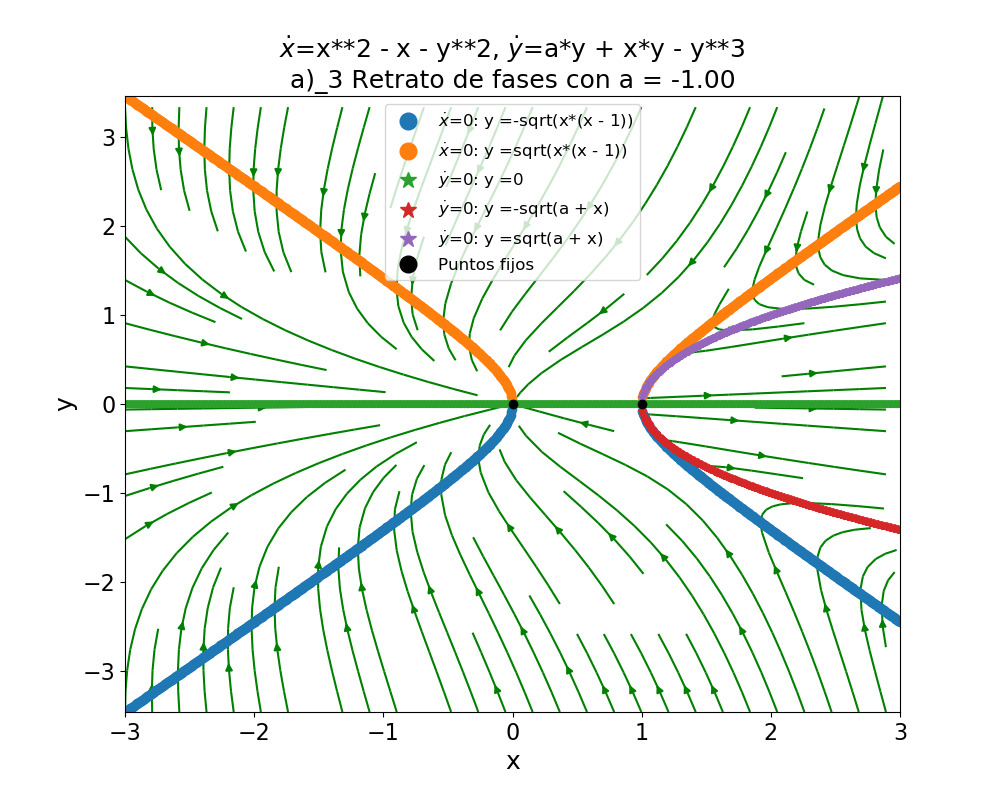 ẋ=x**2 - x - y**2, ẏ=a*y + x*y - y**3
a)_3 Retrato de fases con a = -1.00
ẋ=0: y =-sqrt(x*(x - 1))
ẋ=0: y =sqrt(x*(x - 1))
ẏ=0: y =0
ẏ=0: y =-sqrt(a + x)
ẏ=0: y =sqrt(a + x)
Puntos fijos
y
3
2
1
0
−1
−2
−3
−3 −2 −1 0 1 2 3
x